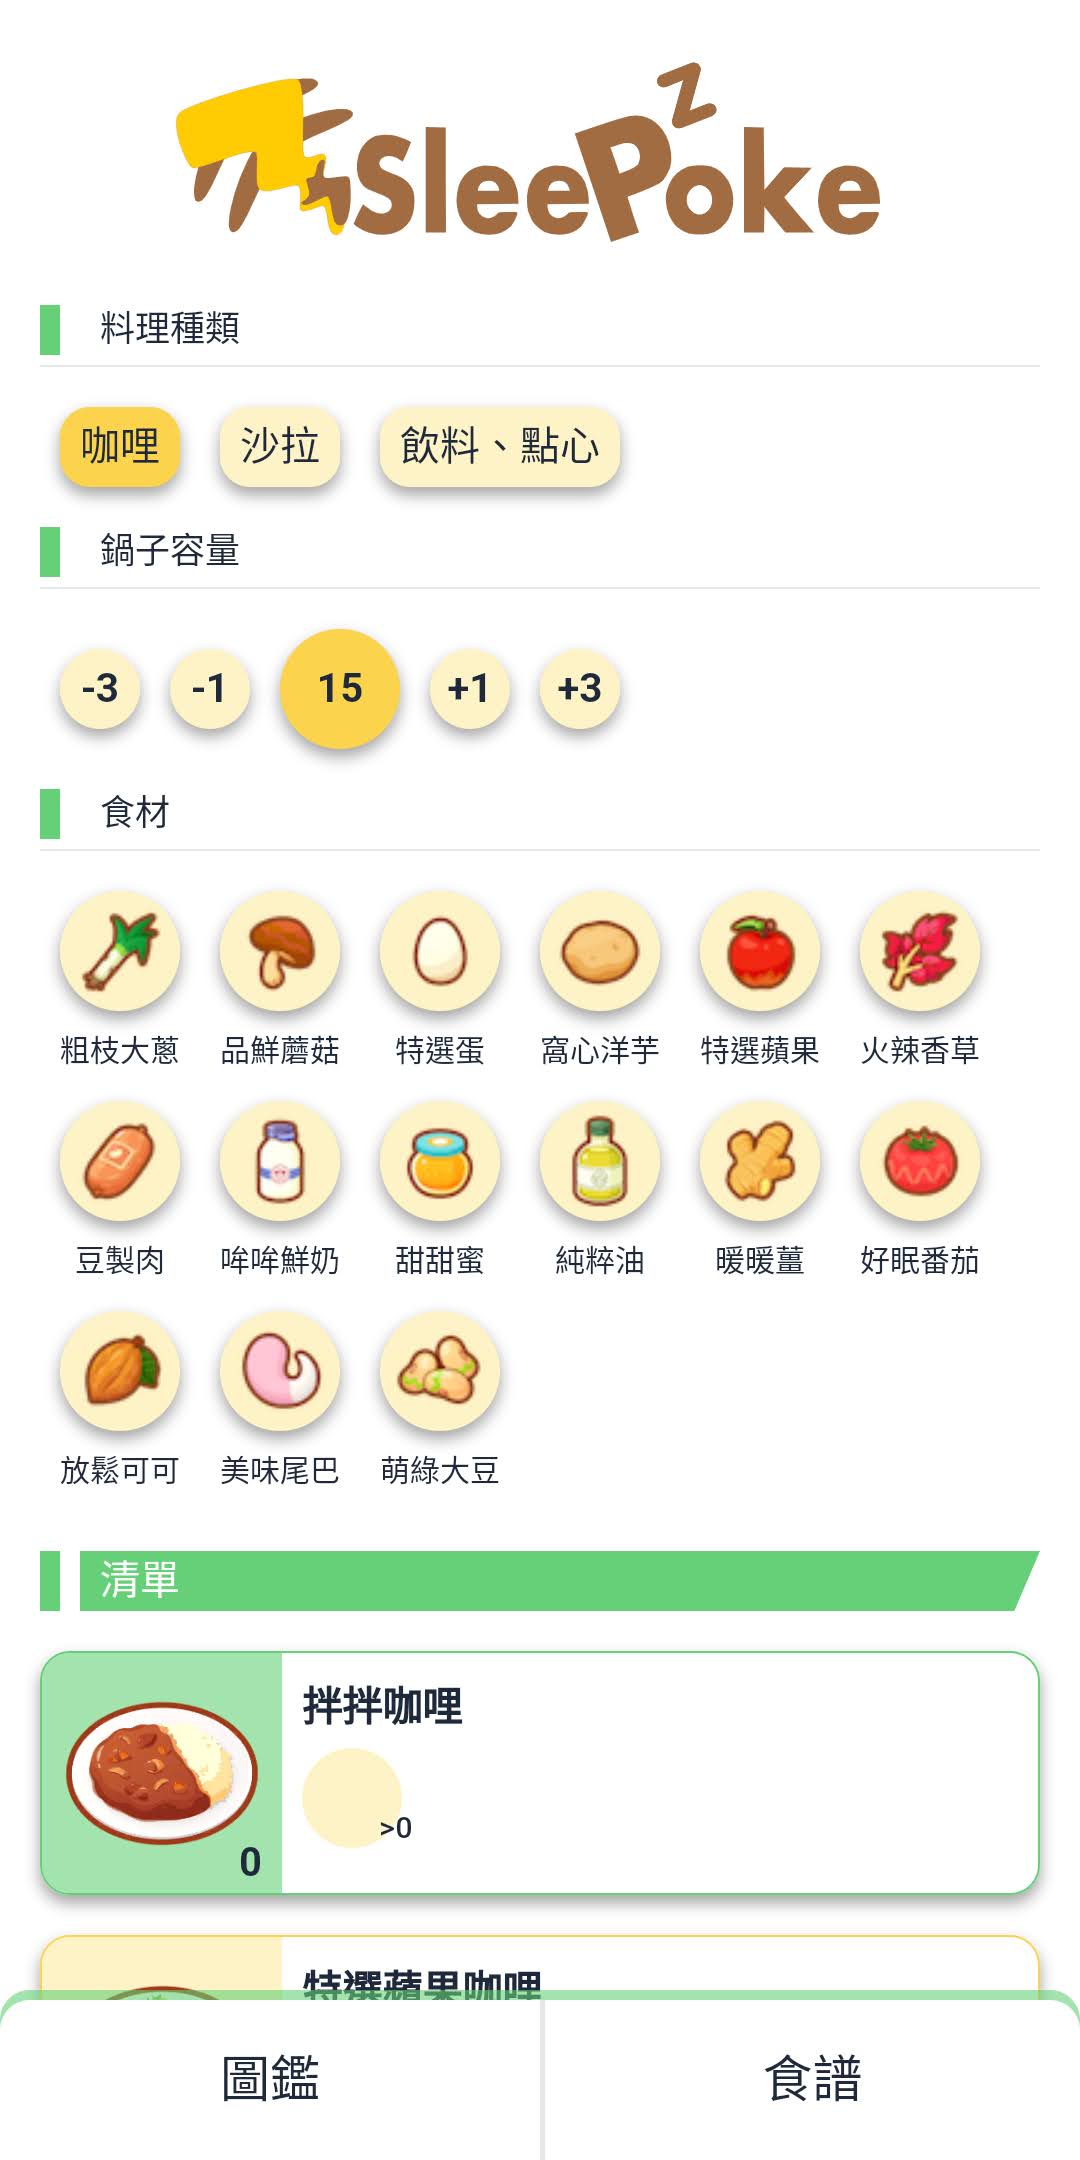 SleePoke
z
料理種類
咖哩
沙拉
飲料、點心
鍋子容量
-3
-1
15
+1
+3
食材
粗枝大蔥
品鮮蘑菇
特選蛋
窩心洋芋
特選蘋果
火辣香草
豆製肉
哞哞鮮奶
甜甜蜜
純粹油
暖暖薑
好眠番茄
放鬆可可
美味尾巴
萌綠大豆
清單
拌拌咖哩
>0
0
特選蘋果咖哩
圖鑑
食譜